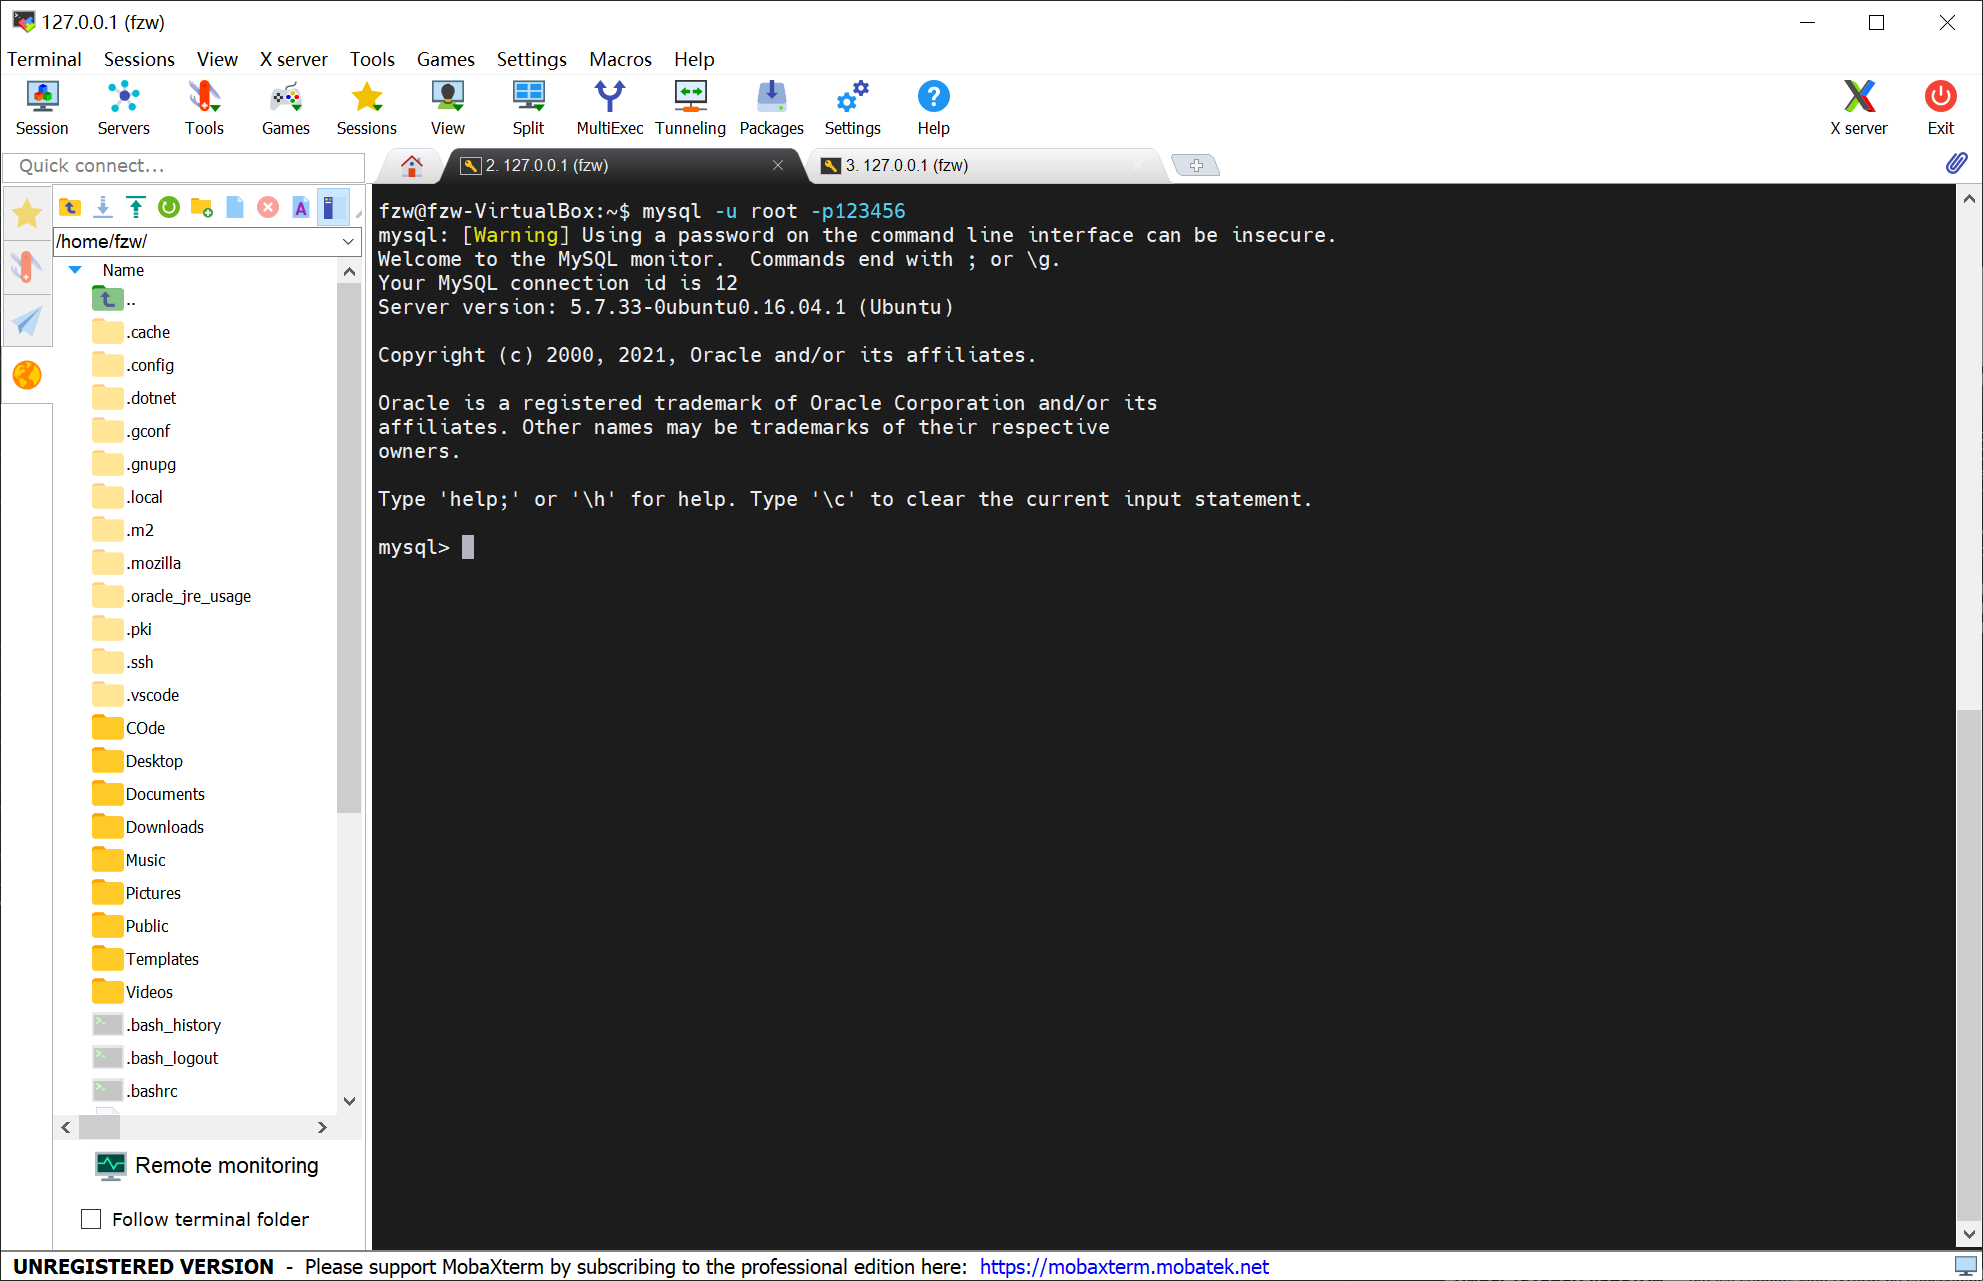 127.0.0.1 (fzw)
Terminal Sessions View X server Tools Games Settings Macros Help
Session Servers Tools Games Sessions View Split MultiExec Tunneling Packages Settings Help X server Exit
Quick connect...
2. 127.0.0.1 (fzw)
3. 127.0.0.1 (fzw)
/home/fzw/
Name
..
.cache
.config
.dotnet
.gconf
.gnupg
.local
.m2
.mozilla
.oracle_jre_usage
.pki
.ssh
.vscode
COde
Desktop
Documents
Downloads
Music
Pictures
Public
Templates
Videos
.bash_history
.bash_logout
.bashrc
Remote monitoring
Follow terminal folder
fzw@fzw-VirtualBox:~$ mysql -u root -p123456
mysql: [Warning] Using a password on the command line interface can be insecure.
Welcome to the MySQL monitor.  Commands end with ; or \g.
Your MySQL connection id is 12
Server version: 5.7.33-0ubuntu0.16.04.1 (Ubuntu)
Copyright (c) 2000, 2021, Oracle and/or its affiliates.
Oracle is a registered trademark of Oracle Corporation and/or its
affiliates. Other names may be trademarks of their respective
owners.
Type 'help;' or '\h' for help. Type '\c' to clear the current input statement.
mysql>
UNREGISTERED VERSION - Please support MobaXterm by subscribing to the professional edition here: https://mobaxterm.mobatek.net